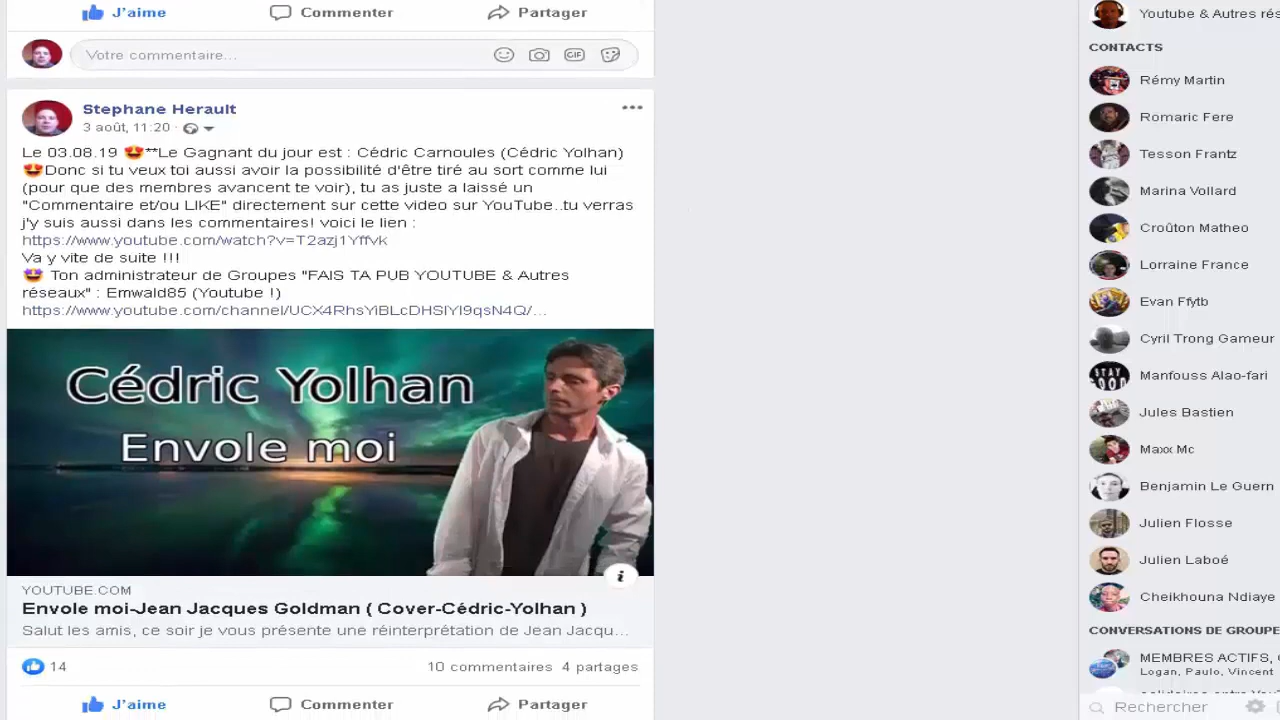 J'aime Commenter Partager
Votre commentaire...
GIF
Stephane Herault
3 août, 11:20 ·
Le 03.08.19 🤩**Le Gagnant du jour est : Cédric Carnoules (Cédric Yolhan)
🤩Donc si tu veux toi aussi avoir la possibilité d'être tiré au sort comme lui
(pour que des membres avancent te voir), tu as juste a laissé un
"Commentaire et/ou LIKE" directement sur cette video sur YouTube..tu verras
j'y suis aussi dans les commentaires! voici le lien :
https://www.youtube.com/watch?v=T2azj1Yffvk
Va y vite de suite !!!
🤩 Ton administrateur de Groupes "FAIS TA PUB YOUTUBE & Autres
réseaux" : Emwald85 (Youtube !)
Cédric Yolhan
Envole moi
YOUTUBE.COM
Envole moi-Jean Jacques Goldman ( Cover-Cédric-Yolhan )
Salut les amis, ce soir je vous présente une réinterprétation de Jean Jacqu...
14 10 commentaires 4 partages
J'aime Commenter Partager
Youtube & Autres rés
CONTACTS
Rémy Martin
Romaric Fere
Tesson Frantz
Marina Vollard
Croûton Matheo
Lorraine France
Evan Ffytb
Cyril Trong Gameur
Manfouss Alao-fari
STAY GOOD
Jules Bastien
Maxx Mc
Benjamin Le Guern
Julien Flosse
Julien Laboé
Cheikhouna Ndiaye
CONVERSATIONS DE GROUPE
MEMBRES ACTIFS,
Logan, Paulo, Vincent
Rechercher